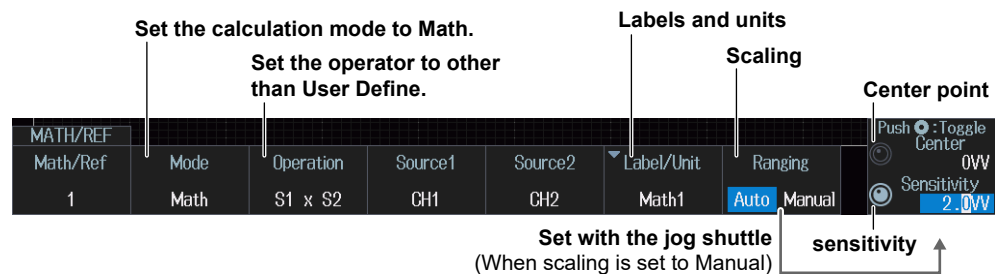 Set the calculation mode to Math.
Labels and units
Set the operator to other
than User Define.
Scaling
Center point
MATH/REF
Math/Ref
1
Mode
Math
Operation
S1 x S2
Source1
CH1
Source2
CH2
Label/Unit
Math1
Ranging
Auto Manual
Push :Toggle
Center
0VV
Sensitivity
2.0VV
Set with the jog shuttle
(When scaling is set to Manual)
sensitivity